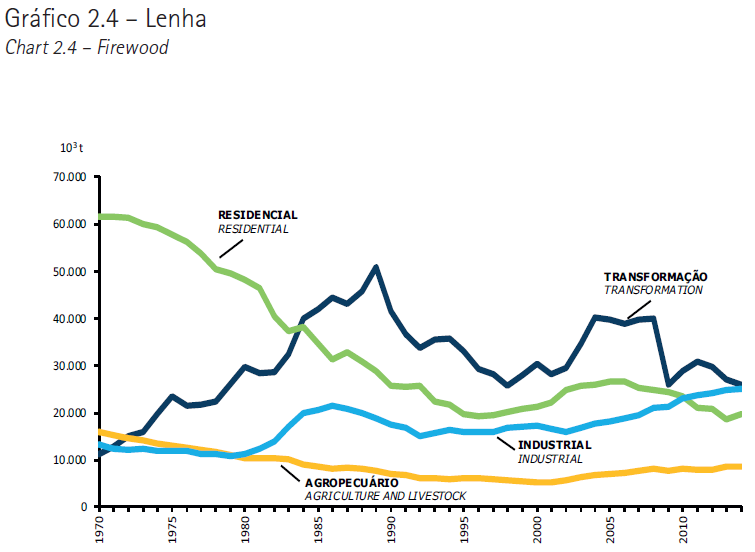 Gráfico 2.4 – Lenha
Chart 2.4 – Firewood
10³ t
70.000
60.000
50.000
40.000
30.000
20.000
10.000
0
RESIDENCIAL
RESIDENTIAL
TRANSFORMAÇÃO
TRANSFORMATION
INDUSTRIAL
INDUSTRIAL
AGROPECUÁRIO
AGRICULTURE AND LIVESTOCK
1970
1975
1980
1985
1990
1995
2000
2005
2010